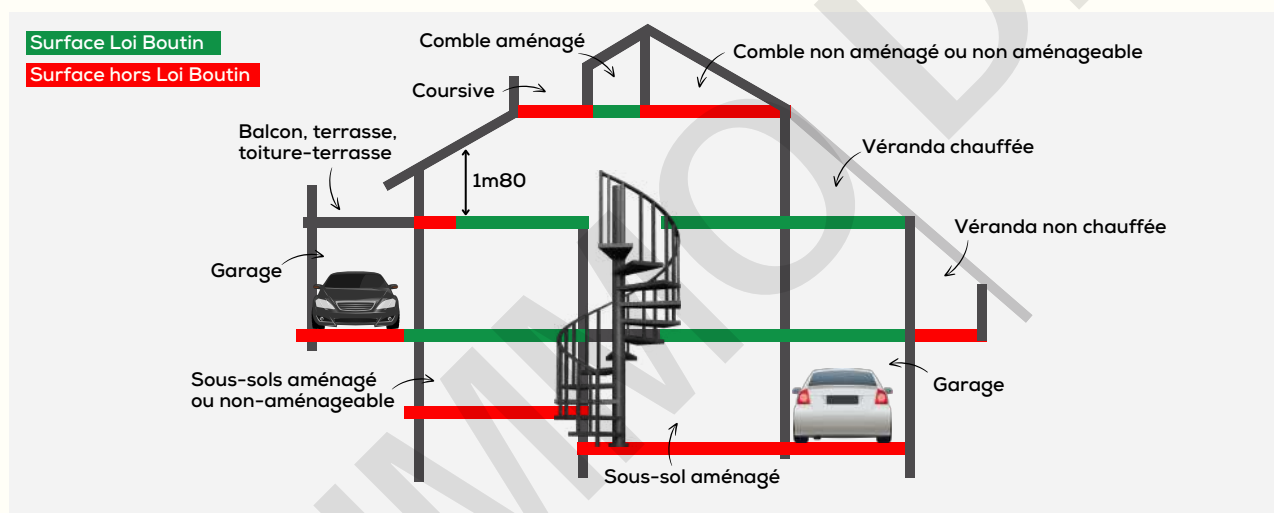 Surface Loi Boutin
Surface hors Loi Boutin
Comble aménagé
Comble non aménagé ou non aménageable
Coursive
Balcon, terrasse,
toiture-terrasse
1m80
Véranda chauffée
Véranda non chauffée
Garage
Sous-sols aménagé
ou non-aménageable
Garage
Sous-sol aménagé
IMMO D